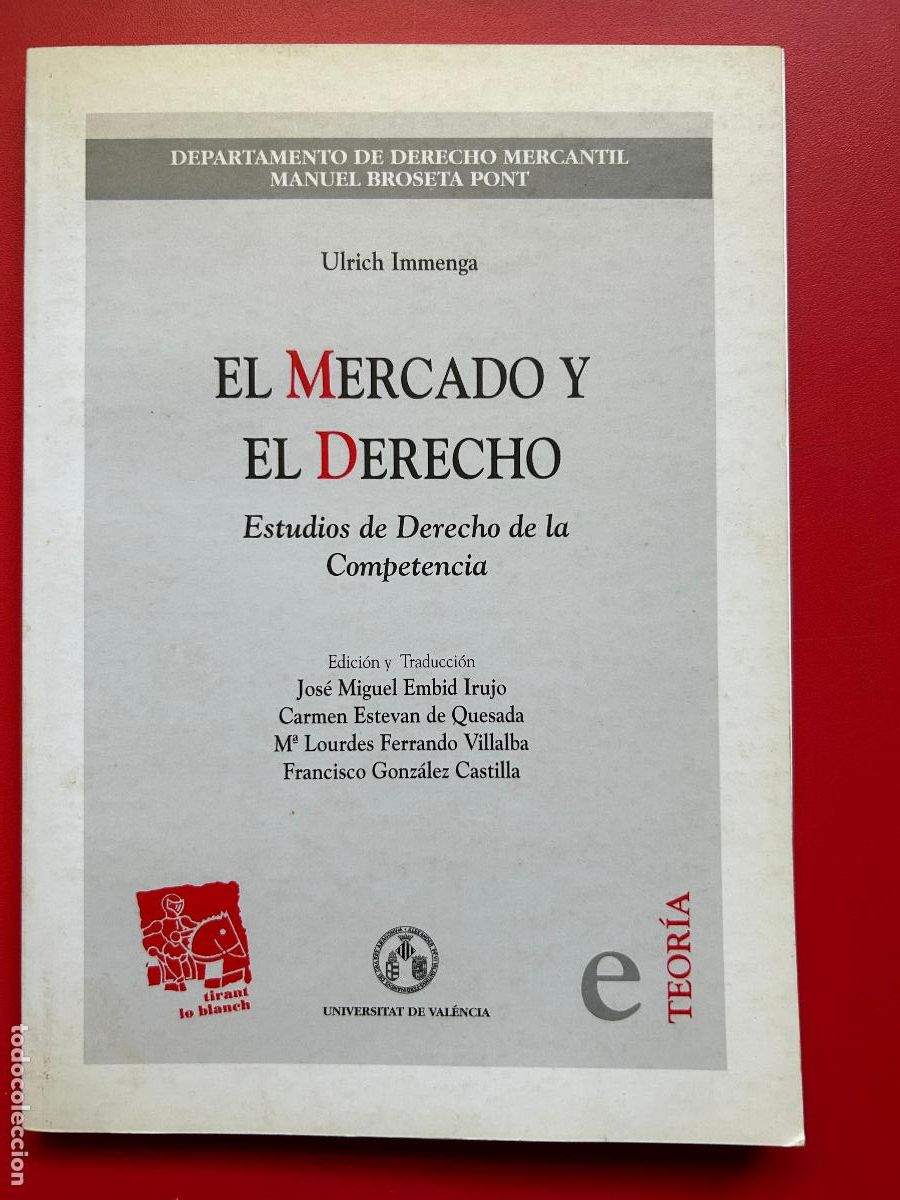 DEPARTAMENTO DE DERECHO MERCANTIL
MANUEL BROSETA PONT
Ulrich Immenga
EL MERCADO Y
EL DERECHO
Estudios de Derecho de la
Competencia
Edición y Traducción
José Miguel Embid Irujo
Carmen Estevan de Quesada
Mª Lourdes Ferrando Villalba
Francisco González Castilla
tirant
lo blanch
UNIVERSITAT DE VALÉNCIA
e
TEORÍA
todocoleccion